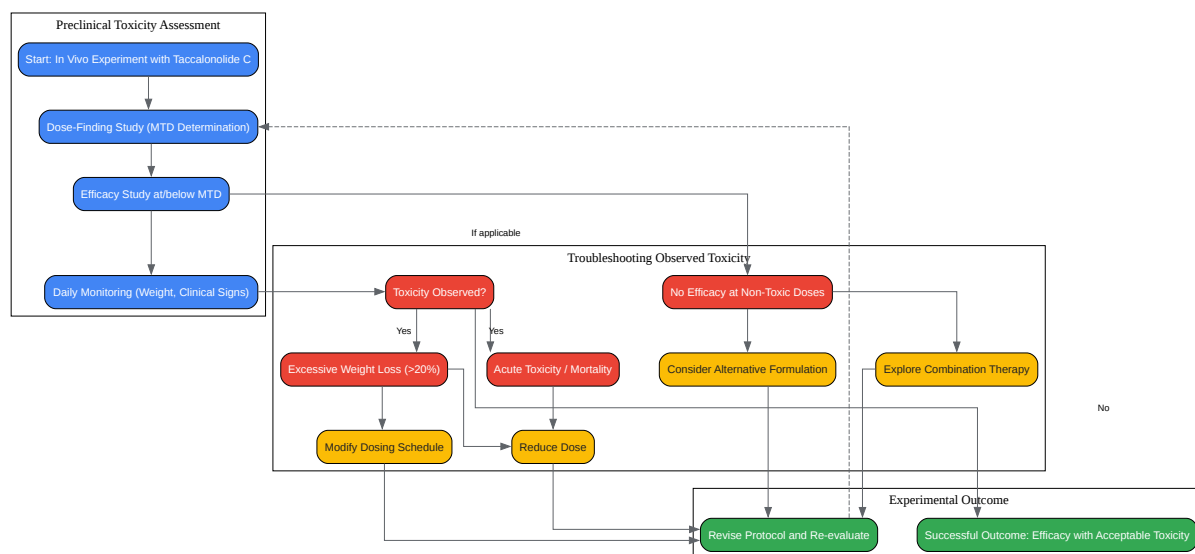 Preclinical Toxicity Assessment
Start: In Vivo Experiment with Taccalonolide C
Dose-Finding Study (MTD Determination)
Efficacy Study at/below MTD
If applicable
Troubleshooting Observed Toxicity
Daily Monitoring (Weight, Clinical Signs)
Toxicity Observed?
No Efficacy at Non-Toxic Doses
Yes
Yes
Excessive Weight Loss (>20%)
Acute Toxicity / Mortality
Consider Alternative Formulation
Explore Combination Therapy
No
Modify Dosing Schedule
Reduce Dose
Experimental Outcome
Revise Protocol and Re-evaluate
Successful Outcome: Efficacy with Acceptable Toxicity